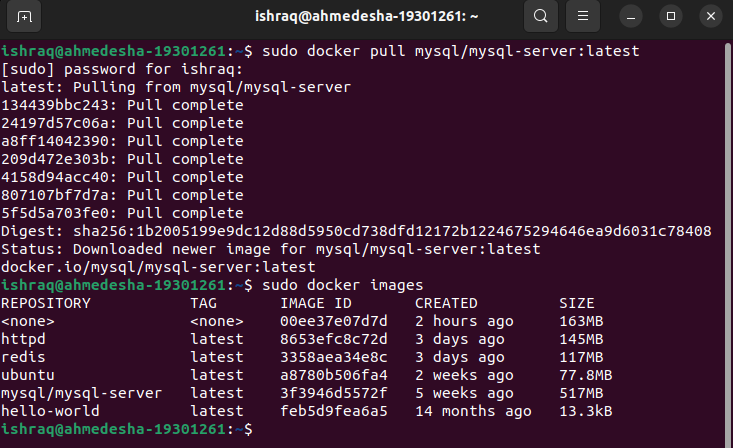 ishraq@ahmedesha-19301261: ~
ishraq@ahmedesha-19301261:~$ sudo docker pull mysql/mysql-server:latest
[sudo] password for ishraq:
latest: Pulling from mysql/mysql-server
134439bbc243: Pull complete
24197d57c06a: Pull complete
a8ff14042390: Pull complete
209d472e303b: Pull complete
4158d94acc40: Pull complete
807107bf7d7a: Pull complete
5f5d5a703fe0: Pull complete
Digest: sha256:1b2005199e9dc12d88d5950cd738dfd12172b1224675294646ea9d6031c78408
Status: Downloaded newer image for mysql/mysql-server:latest
docker.io/mysql/mysql-server:latest
ishraq@ahmedesha-19301261:~$ sudo docker images
REPOSITORY           TAG       IMAGE ID       CREATED         SIZE
<none>               <none>    00ee37e07d7d   2 hours ago     163MB
httpd                latest    8653efc8c72d   3 days ago      145MB
redis                latest    3358aea34e8c   3 days ago      117MB
ubuntu               latest    a8780b506fa4   2 weeks ago     77.8MB
mysql/mysql-server   latest    3f3946d5572f   5 weeks ago     517MB
hello-world          latest    feb5d9fea6a5   14 months ago   13.3kB
ishraq@ahmedesha-19301261:~$